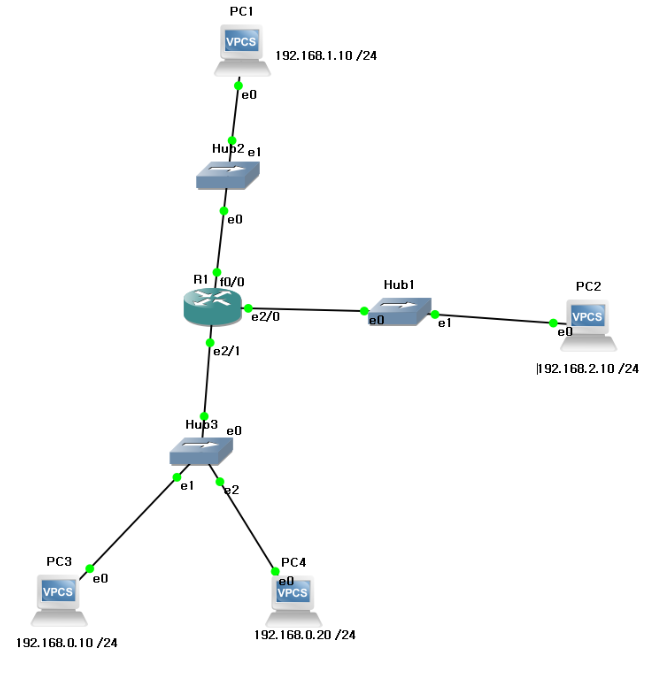 PC1
VPCS
192.168.1.10 /24
e0
Hub2
e1
e0
R1
f0/0
e2/0
e2/1
Hub1
e0
e1
PC2
VPCS
e0
192.168.2.10 /24
Hub3
e0
e1
e2
PC3
VPCS
e0
192.168.0.10 /24
PC4
e0
VPCS
192.168.0.20 /24